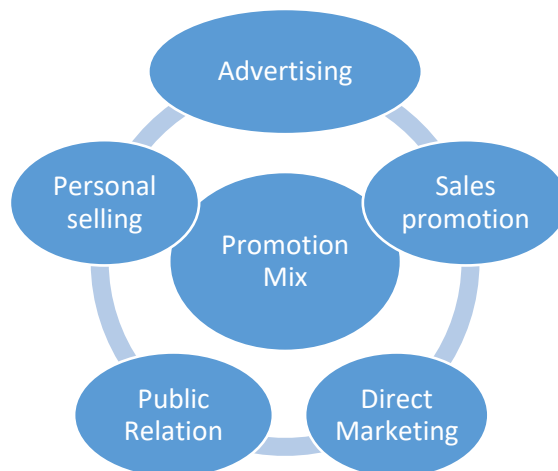 Advertising
Personal
selling
Sales
promotion
Promotion
Mix
Public
Relation
Direct
Marketing